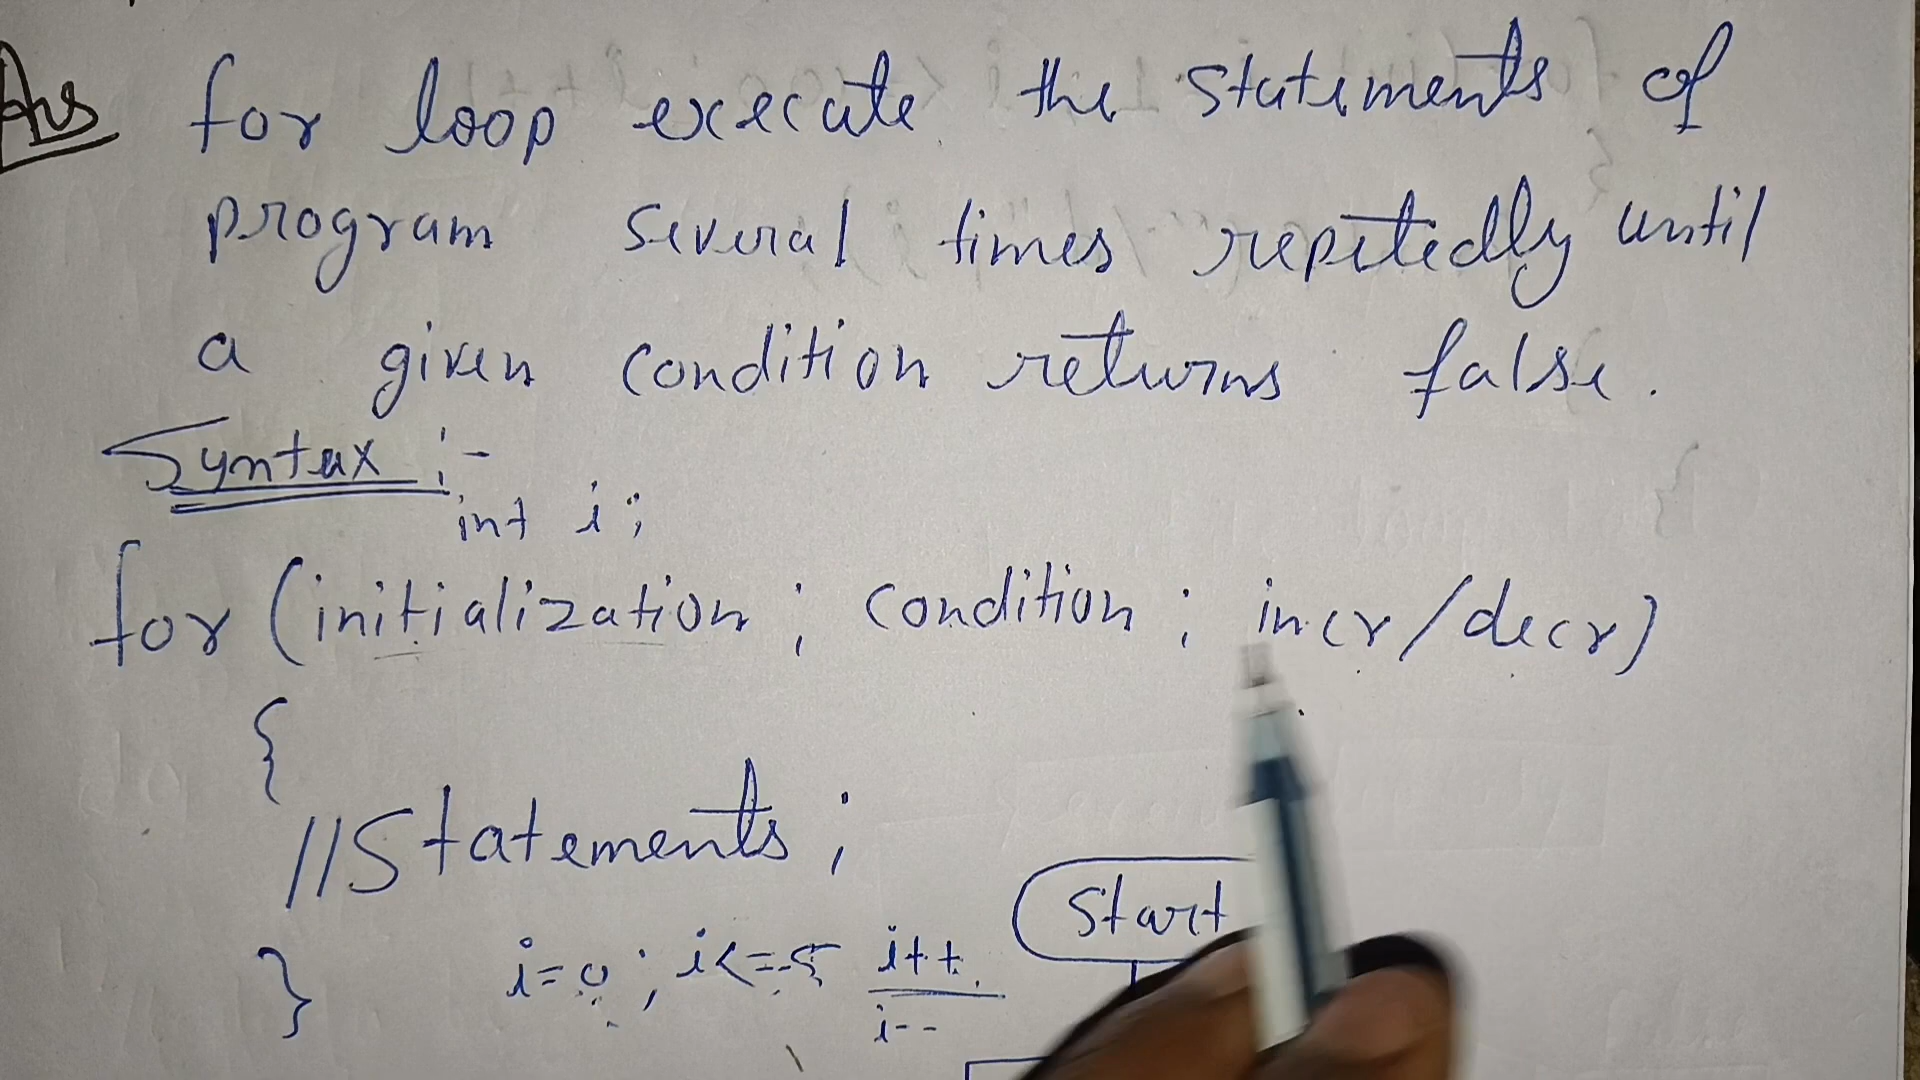 Ans for loop execute the statements of
program several times repetedly until
a given condition returns false.
Syntax :-
int i;
for (initialization ; condition ; incr/decr)
{
//Statements ;
}
i=0 ; i<=5 i++
i--
Start